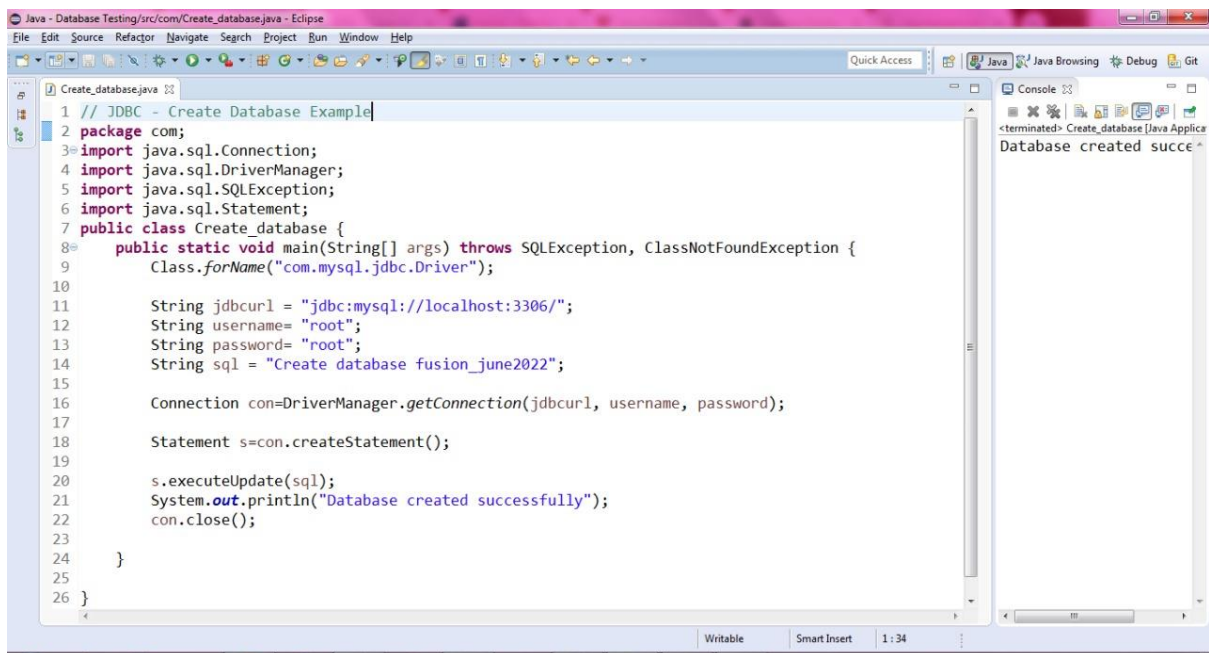 Java - Database Testing/src/com/Create_database.java - Eclipse
File Edit Source Refactor Navigate Search Project Run Window Help
Quick Access
Java Java Browsing Debug Git
Create_database.java
1 // JDBC - Create Database Example
2 package com;
3 import java.sql.Connection;
4 import java.sql.DriverManager;
5 import java.sql.SQLException;
6 import java.sql.Statement;
7 public class Create_database {
8 public static void main(String[] args) throws SQLException, ClassNotFoundException {
9 Class.forName("com.mysql.jdbc.Driver");
10
11 String jdbcurl = "jdbc:mysql://localhost:3306/";
12 String username= "root";
13 String password= "root";
14 String sql = "Create database fusion_june2022";
15
16 Connection con=DriverManager.getConnection(jdbcurl, username, password);
17
18 Statement s=con.createStatement();
19
20 s.executeUpdate(sql);
21 System.out.println("Database created successfully");
22 con.close();
23
24 }
25
26 }
Console
<terminated> Create_database [Java Applica
Database created succe
Writable Smart Insert 1 : 34